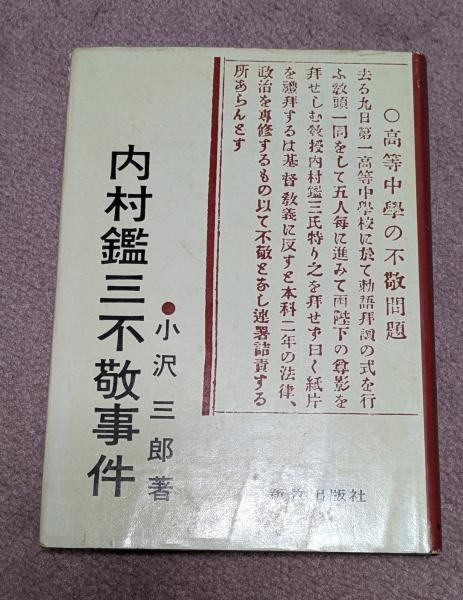 〇高等中學の不敬問題
去る九日第一高等中學校に於て勅語拜讀の式を行
ふ敎頭一同をして五人每に進みて兩陛下の尊影を
拜せしむ敎授内村鑑三氏特り之を拜せず曰く紙片
を禮拜するは基督敎義に反すと本科二年の法律、
政治を専修するもの以て不敬となし連署詰責する
所あらんとす
内村鑑三不敬事件
●小沢三郎著
新教出版社